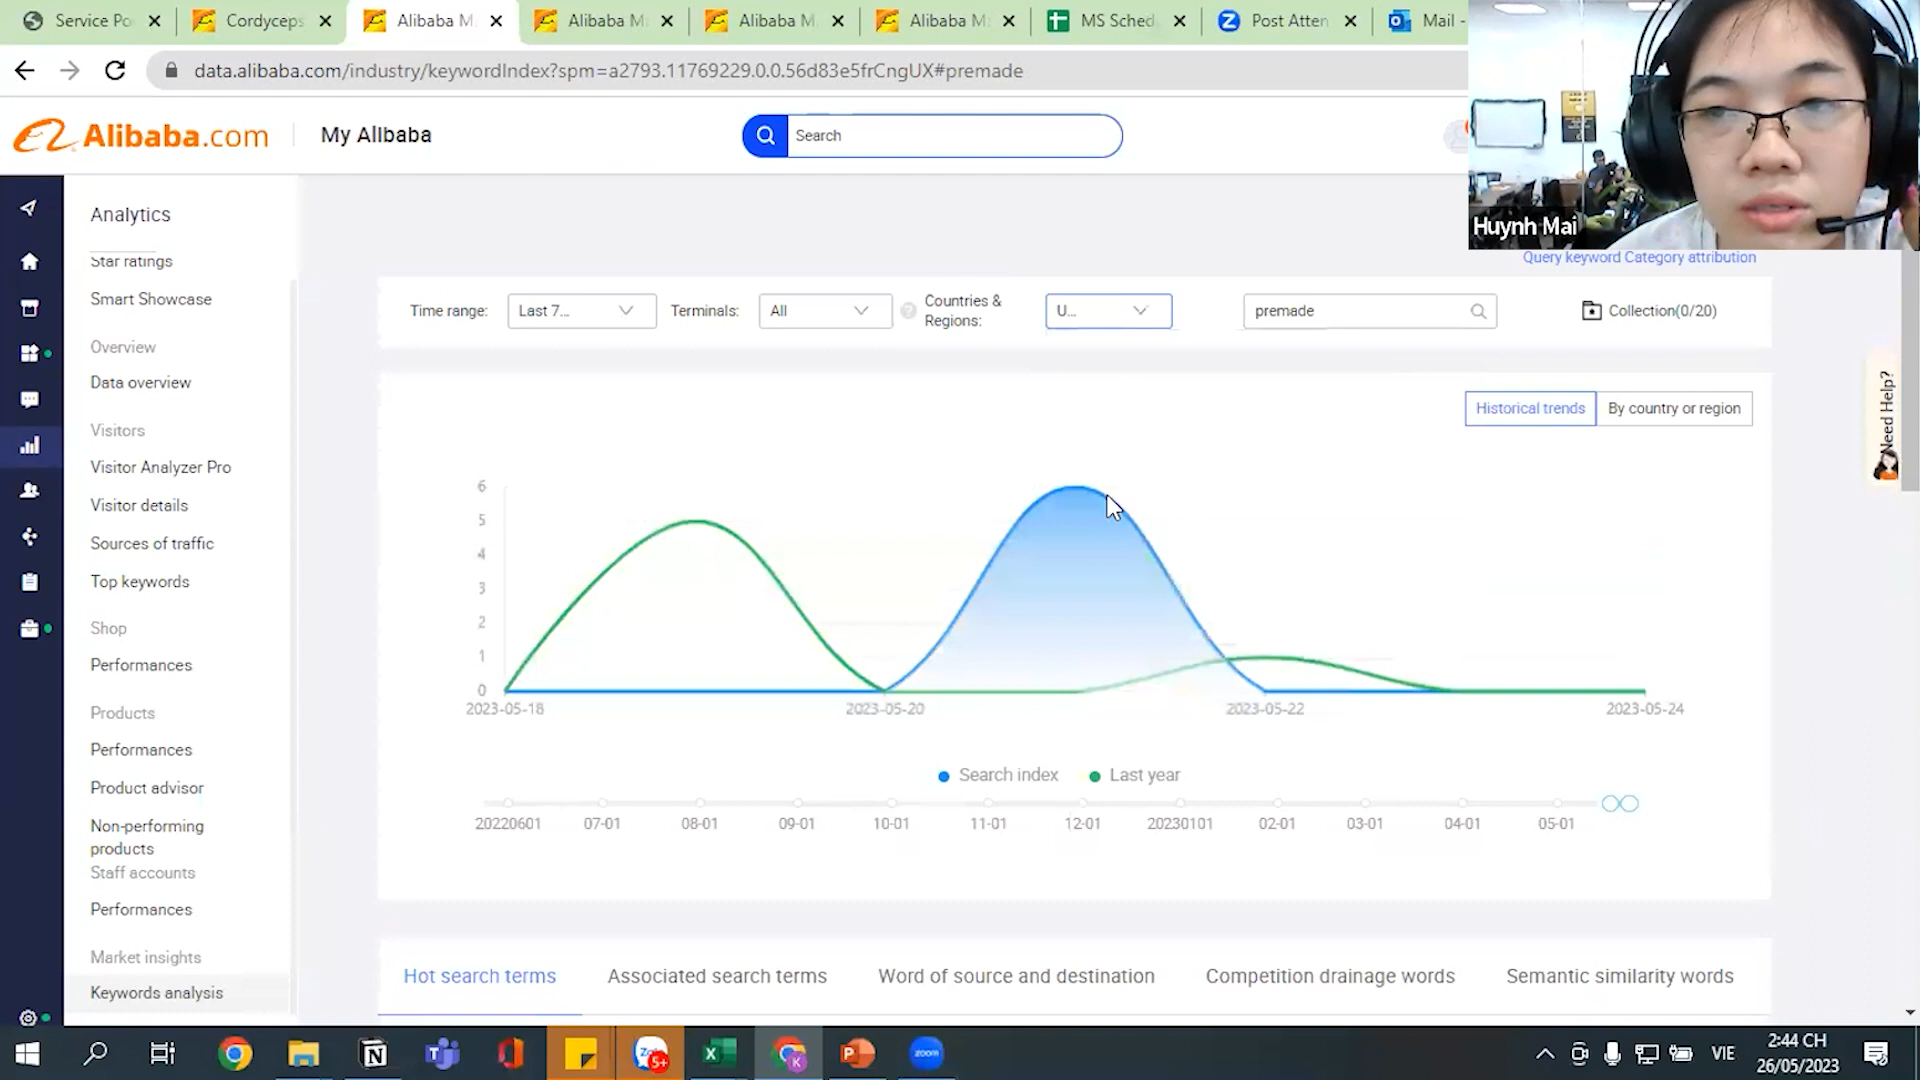 Service Po
Cordyceps
Alibaba M
Alibaba M
Alibaba M
Alibaba M
MS Sched
Post Atten
Mail -
data.alibaba.com/industry/keywordIndex?spm=a2793.11769229.0.0.56d83e5frCngUX#premade
Alibaba.com
My Alibaba
Search
Huynh Mai
Query keyword Category attribution
Analytics
Star ratings
Smart Showcase
Overview
Data overview
Visitors
Visitor Analyzer Pro
Visitor details
Sources of traffic
Top keywords
Shop
Performances
Products
Performances
Product advisor
Non-performing
products
Staff accounts
Performances
Market insights
Keywords analysis
Time range:
Last 7...
Terminals:
All
Countries &
Regions:
U...
premade
Collection(0/20)
Need Help?
Historical trends
By country or region
6
5
4
3
2
1
0
2023-05-18
2023-05-20
2023-05-22
2023-05-24
Search index
Last year
20220601
07-01
08-01
09-01
10-01
11-01
12-01
20230101
02-01
03-01
04-01
05-01
Hot search terms
Associated search terms
Word of source and destination
Competition drainage words
Semantic similarity words
5+
zoom
VIE
2:44 CH
26/05/2023